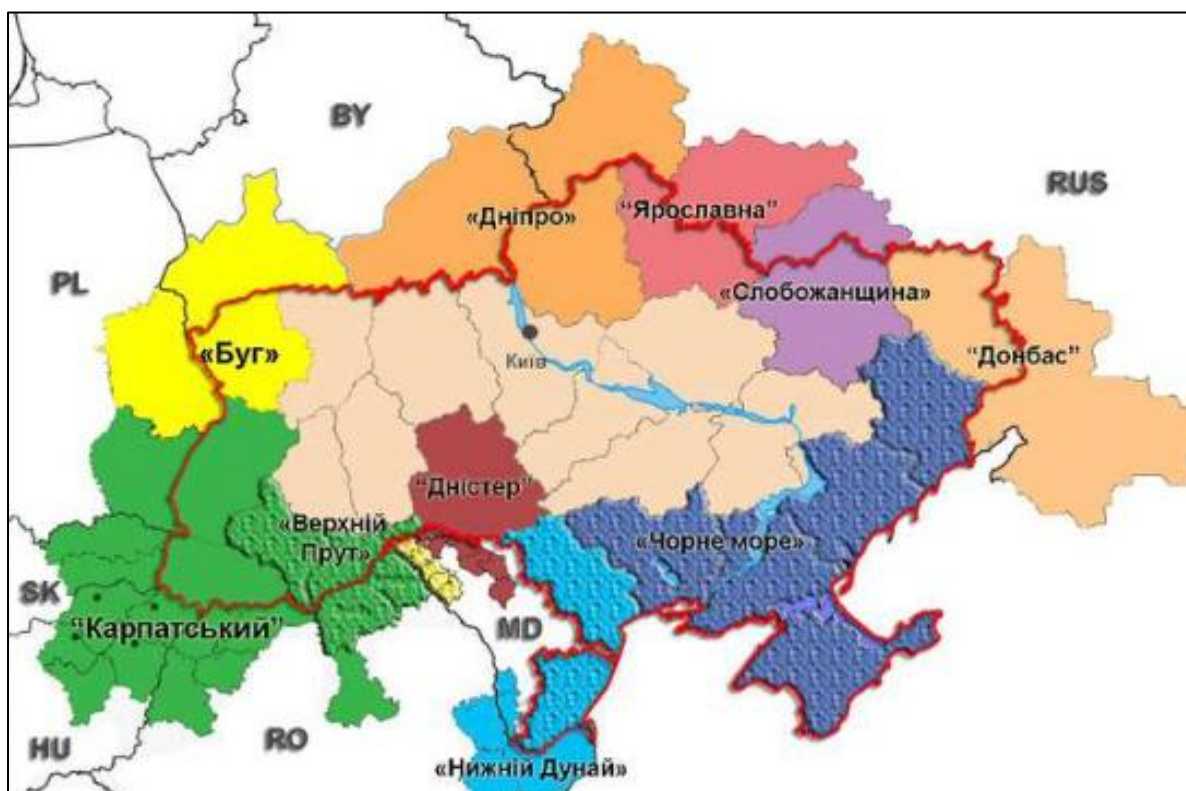 BY
RUS
«Дніпро»
“Ярославна”
PL
«Слобожанщина»
«Буг»
Київ
“Донбас”
“Дністер”
«Верхній
Прут»
«Чорне море»
SK
“Карпатський”
MD
HU
RO
«Нижній Дунай»